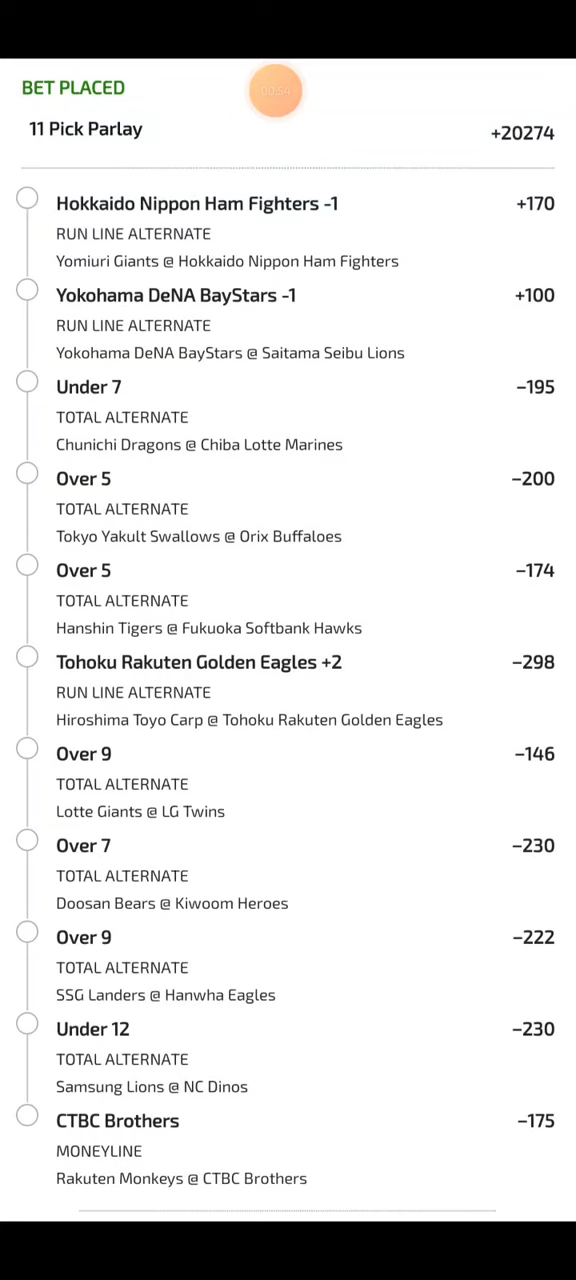 BET PLACED
00:54
11 Pick Parlay
+20274
Hokkaido Nippon Ham Fighters -1
+170
RUN LINE ALTERNATE
Yomiuri Giants @ Hokkaido Nippon Ham Fighters
Yokohama DeNA BayStars -1
+100
RUN LINE ALTERNATE
Yokohama DeNA BayStars @ Saitama Seibu Lions
Under 7
−195
TOTAL ALTERNATE
Chunichi Dragons @ Chiba Lotte Marines
Over 5
−200
TOTAL ALTERNATE
Tokyo Yakult Swallows @ Orix Buffaloes
Over 5
−174
TOTAL ALTERNATE
Hanshin Tigers @ Fukuoka Softbank Hawks
Tohoku Rakuten Golden Eagles +2
−298
RUN LINE ALTERNATE
Hiroshima Toyo Carp @ Tohoku Rakuten Golden Eagles
Over 9
−146
TOTAL ALTERNATE
Lotte Giants @ LG Twins
Over 7
−230
TOTAL ALTERNATE
Doosan Bears @ Kiwoom Heroes
Over 9
−222
TOTAL ALTERNATE
SSG Landers @ Hanwha Eagles
Under 12
−230
TOTAL ALTERNATE
Samsung Lions @ NC Dinos
CTBC Brothers
−175
MONEYLINE
Rakuten Monkeys @ CTBC Brothers